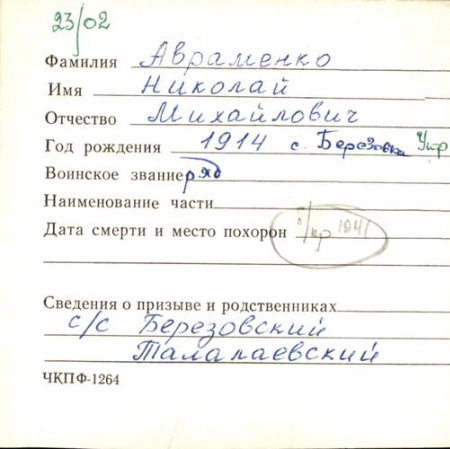 23/02
Фамилия Авраменко
Имя Николай
Отчество Михайлович
Год рождения 1914 с. Березовка Укр
Воинское звание ряд
Наименование части
Дата смерти и место похорон б/кр 1941
Сведения о призыве и родственниках
с/с Березовский
Талалаевский
ЧКПФ-1264